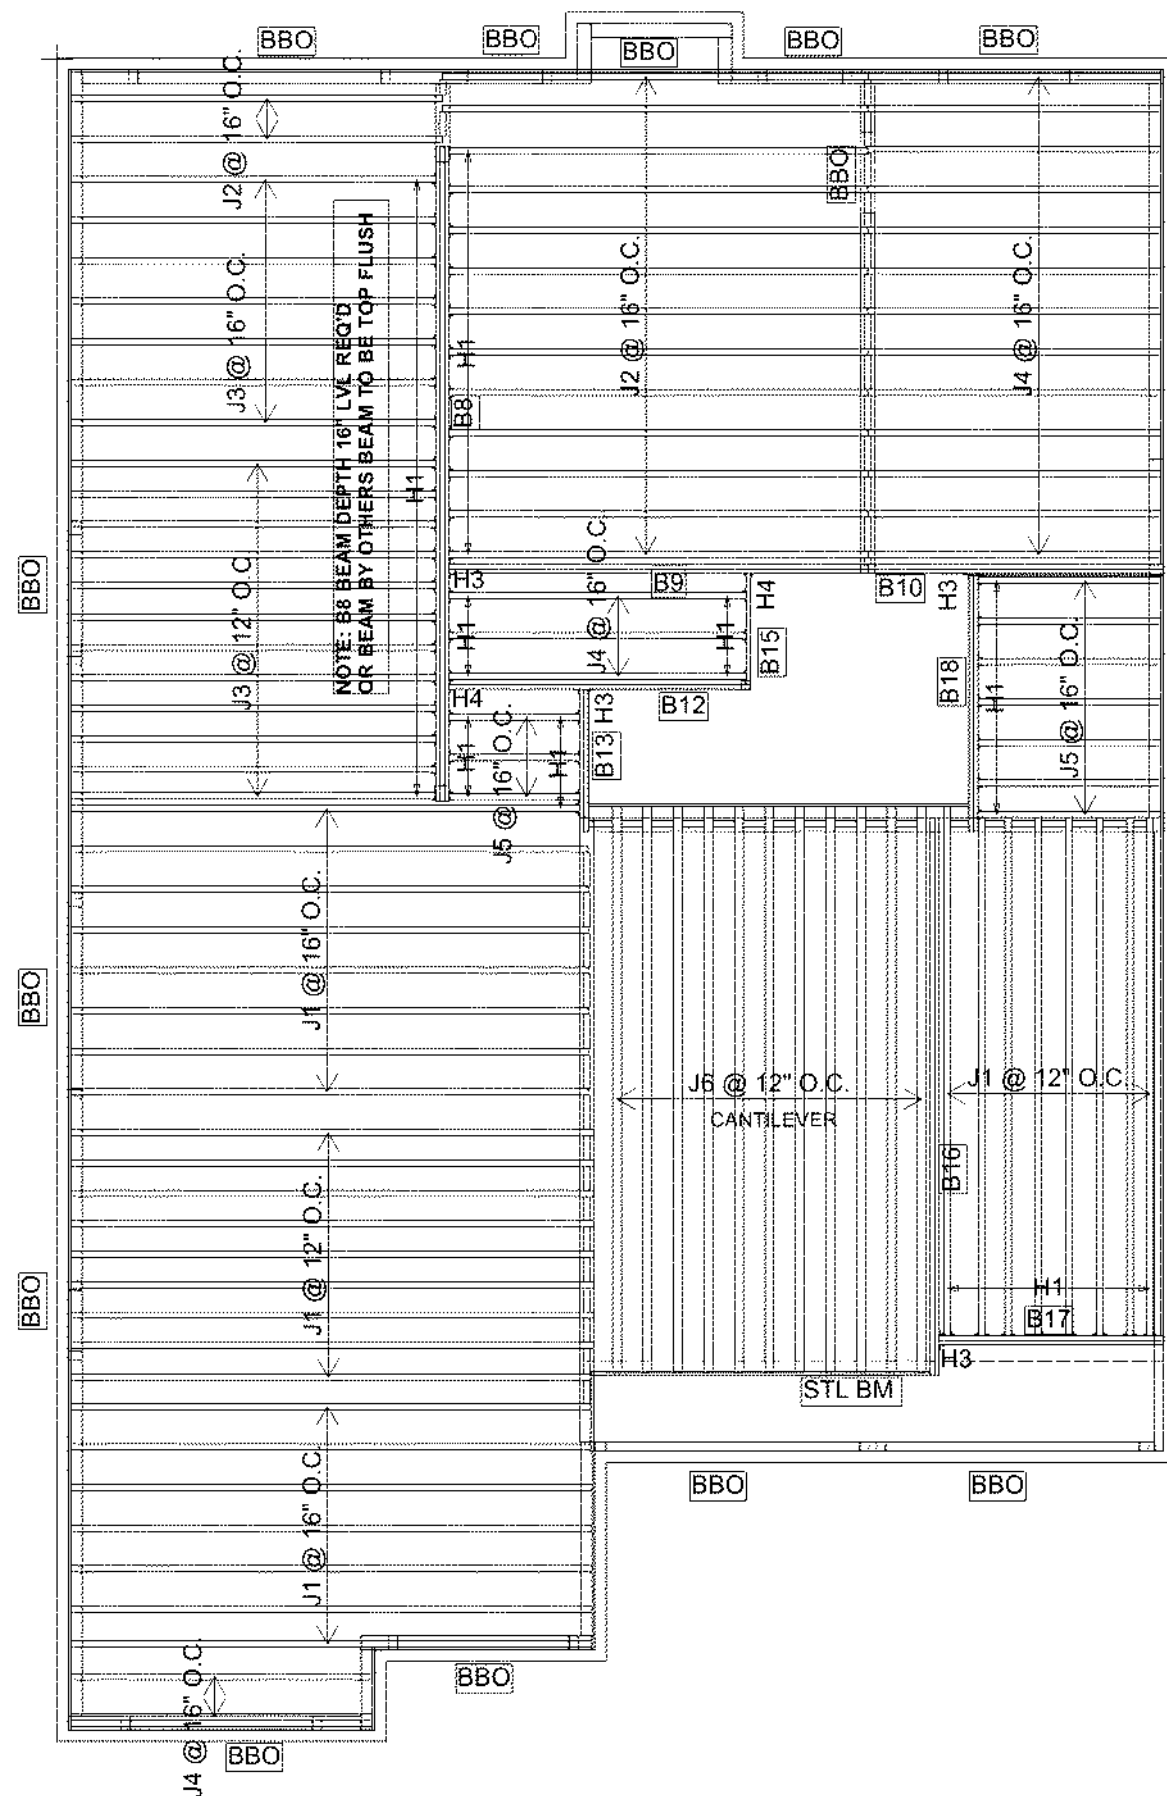 BBO
BBO
BBO
BBO
BBO
J2 @ 16" O.C.
BBO
J3 @ 16" O.C.
NOTE: B8 BEAM DEPTH 16" LVL REQ'D
OR BEAM BY OTHERS BEAM TO BE TOP FLUSH
H1
H1
B8
J2 @ 16" O.C.
J4 @ 16" O.C.
BBO
J3 @ 12" O.C.
H3
B9
H4
B10
H3
H1
J4 @ 16" O.C.
H1
B15
B18
H1
J5 @ 16" O.C.
H4
H3
B12
H1
J5 @ 16" O.C.
H1
B13
BBO
J1 @ 16" O.C.
J6 @ 12" O.C.
CANTILEVER
J1 @ 12" O.C.
B16
BBO
J1 @ 12" O.C.
H1
B17
H3
STL BM
BBO
BBO
J1 @ 16" O.C.
BBO
J4 @ 16" O.C.
BBO